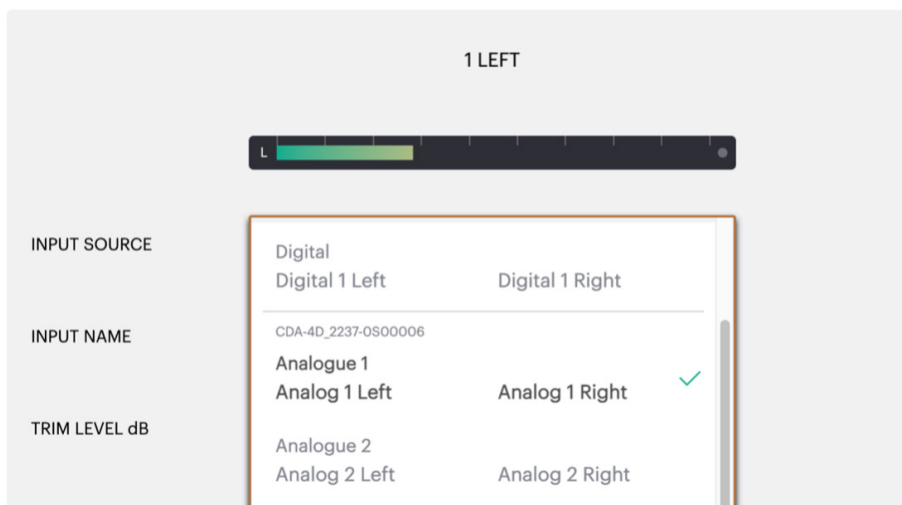 1 LEFT
L
INPUT SOURCE
Digital
Digital 1 Left Digital 1 Right
INPUT NAME
CDA-4D_2237-0S00006
Analogue 1
Analog 1 Left Analog 1 Right
TRIM LEVEL dB
Analogue 2
Analog 2 Left Analog 2 Right